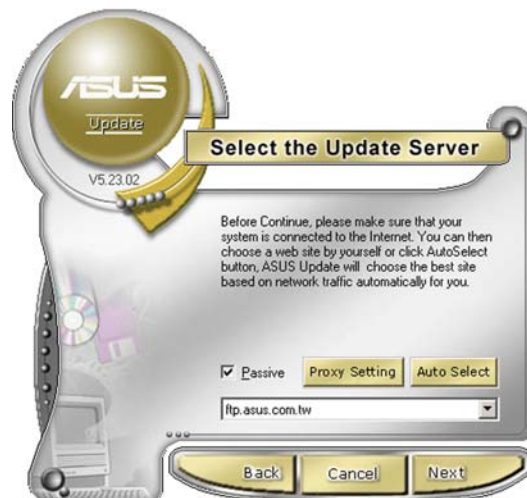 ASUS
Update
V5.23.02
Select the Update Server
Before Continue, please make sure that your
system is connected to the Internet. You can then
choose a web site by yourself or click AutoSelect
button, ASUS Update will choose the best site
based on network traffic automatically for you.
Passive
Proxy Setting
Auto Select
ftp.asus.com.tw
Back
Cancel
Next